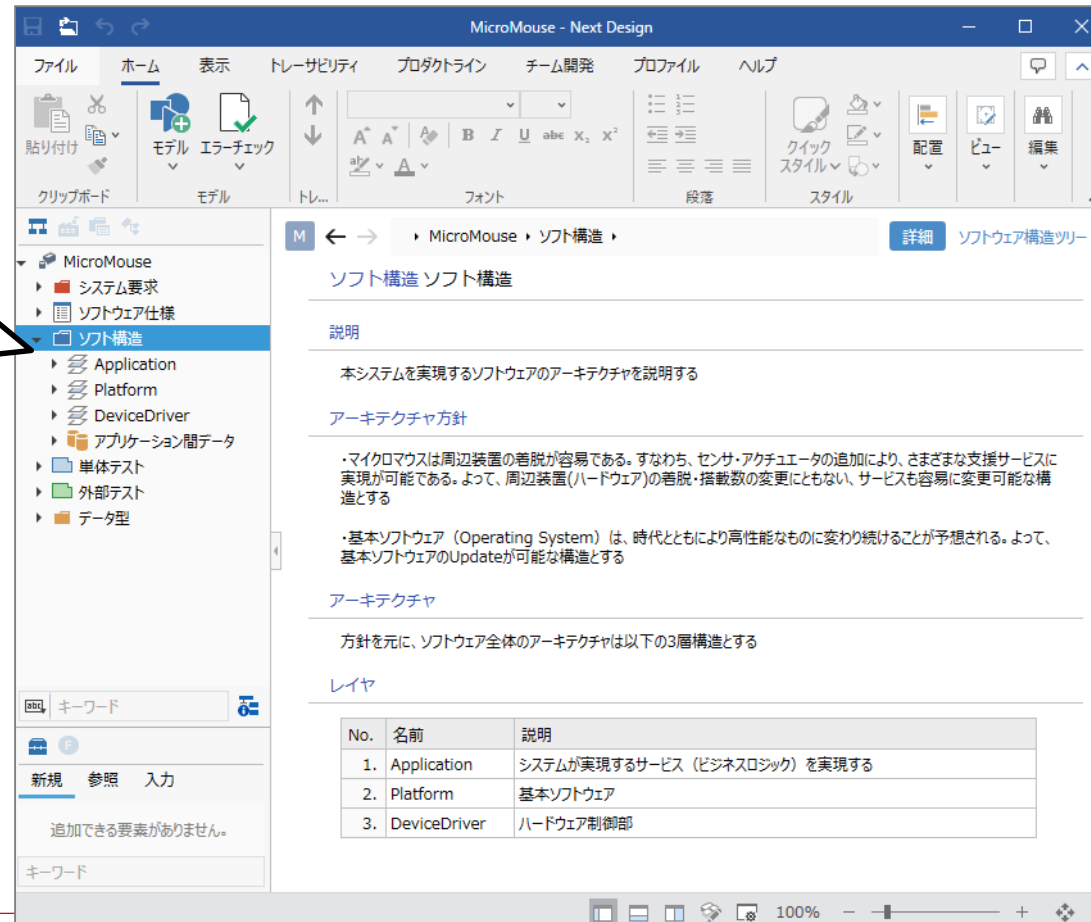 MicroMouse - Next Design
ファイル ホーム 表示 トレーサビリティ プロダクトライン チーム開発 プロファイル ヘルプ
貼り付け
クリップボード
モデル エラーチェック
モデル
トレ...
B I U abc X₂ X²
フォント
段落
クイック
スタイル
スタイル
配置 ビュー 編集
MicroMouse
システム要求
ソフトウェア仕様
ソフト構造
Application
Platform
DeviceDriver
アプリケーション間データ
単体テスト
外部テスト
データ型
abc キーワード
F
新規 参照 入力
追加できる要素がありません。
キーワード
M MicroMouse ソフト構造 詳細 ソフトウェア構造ツリー
ソフト構造 ソフト構造
説明
本システムを実現するソフトウェアのアーキテクチャを説明する
アーキテクチャ方針
・マイクロマウスは周辺装置の着脱が容易である。すなわち、センサ・アクチュエータの追加により、さまざまな支援サービスに
実現が可能である。よって、周辺装置(ハードウェア)の着脱・搭載数の変更にともない、サービスも容易に変更可能な構
造とする
・基本ソフトウェア（Operating System）は、時代とともにより高性能なものに変わり続けることが予想される。よって、
基本ソフトウェアのUpdateが可能な構造とする
アーキテクチャ
方針を元に、ソフトウェア全体のアーキテクチャは以下の3層構造とする
レイヤ
No. 名前 説明
1. Application システムが実現するサービス（ビジネスロジック）を実現する
2. Platform 基本ソフトウェア
3. DeviceDriver ハードウェア制御部
100%